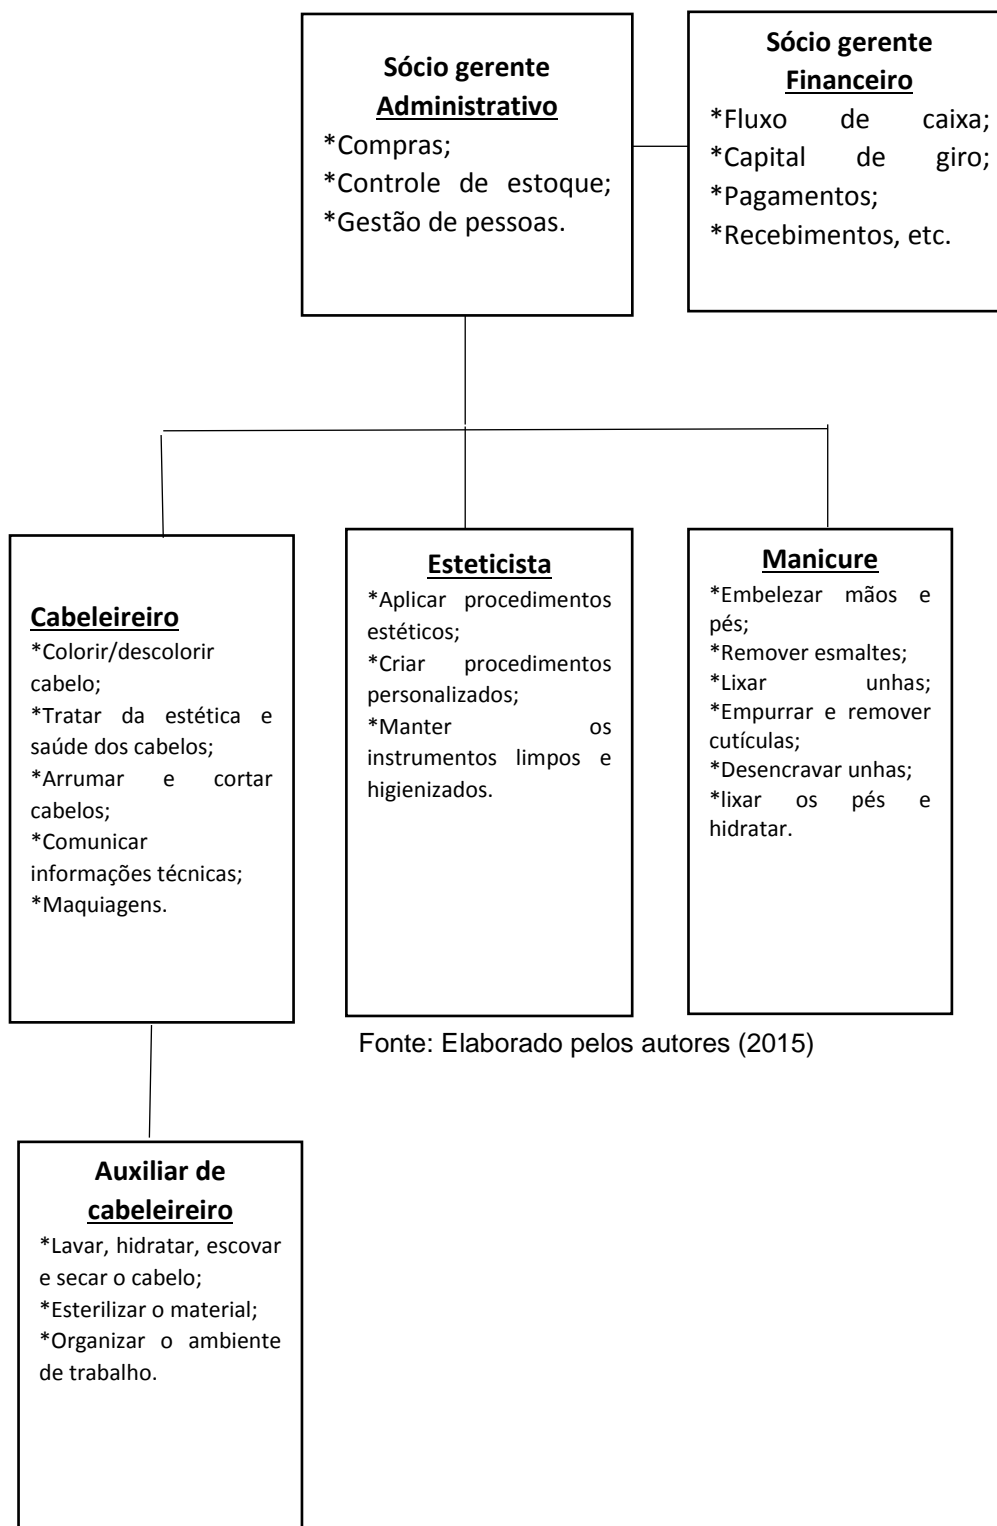 Sócio gerente
Administrativo
*Compras;
*Controle de estoque;
*Gestão de pessoas.
Sócio gerente
Financeiro
*Fluxo de caixa;
*Capital de giro;
*Pagamentos;
*Recebimentos, etc.
Cabeleireiro
*Colorir/descolorir
cabelo;
*Tratar da estética e
saúde dos cabelos;
*Arrumar e cortar
cabelos;
*Comunicar
informações técnicas;
*Maquiagens.
Esteticista
*Aplicar procedimentos
estéticos;
*Criar procedimentos
personalizados;
*Manter os
instrumentos limpos e
higienizados.
Manicure
*Embelezar mãos e
pés;
*Remover esmaltes;
*Lixar unhas;
*Empurrar e remover
cutículas;
*Desencravar unhas;
*lixar os pés e
hidratar.
Fonte: Elaborado pelos autores (2015)
Auxiliar de
cabeleireiro
*Lavar, hidratar, escovar
e secar o cabelo;
*Esterilizar o material;
*Organizar o ambiente
de trabalho.